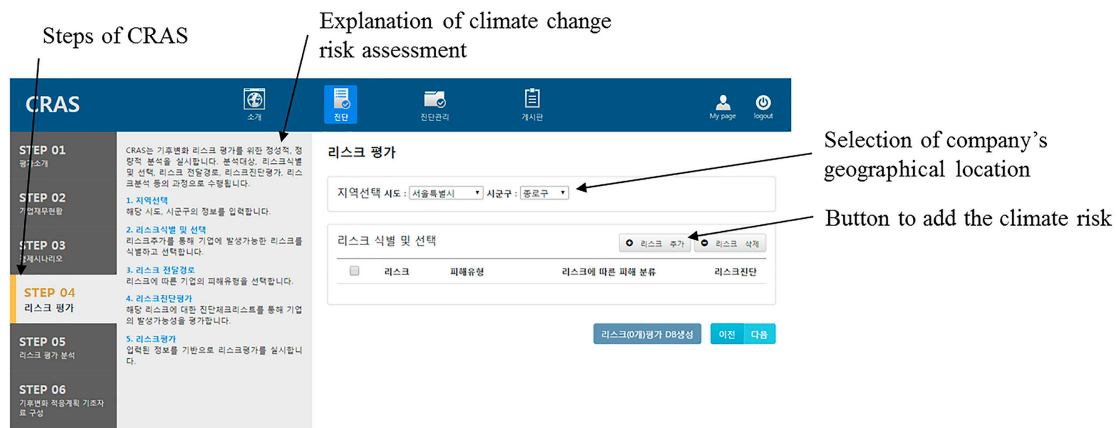 Steps of CRAS
Explanation of climate change
risk assessment
CRAS
소개
진단
진단관리
게시판
My page
logout
STEP 01
평가소개
STEP 02
기업재무현황
STEP 03
경제시나리오
STEP 04
리스크 평가
STEP 05
리스크 평가 분석
STEP 06
기후변화 적응계획 기초자
료 구성
CRAS는 기후변화 리스크 평가를 위한 정성적, 정
량적 분석을 실시합니다. 분석대상, 리스크식별
및 선택, 리스크 전달경로, 리스크진단평가, 리스
크분석 등의 과정으로 수행됩니다.
1. 지역선택
해당 시도, 시군구의 정보를 입력합니다.
2. 리스크식별 및 선택
리스크추가를 통해 기업에 발생가능한 리스크를
식별하고 선택합니다.
3. 리스크 전달경로
리스크에 따른 기업의 피해유형을 선택합니다.
4. 리스크진단평가
해당 리스크에 대한 진단체크리스트를 통해 기업
의 발생가능성을 평가합니다.
5. 리스크평가
입력된 정보를 기반으로 리스크평가를 실시합니
다.
리스크 평가
지역선택 시도 : 서울특별시 시군구 : 종로구
리스크 식별 및 선택
리스크 추가 리스크 삭제
리스크 피해유형 리스크에 따른 피해 분류 리스크진단
리스크(0개)평가 DB생성 이전 다음
Selection of company's
geographical location
Button to add the climate risk